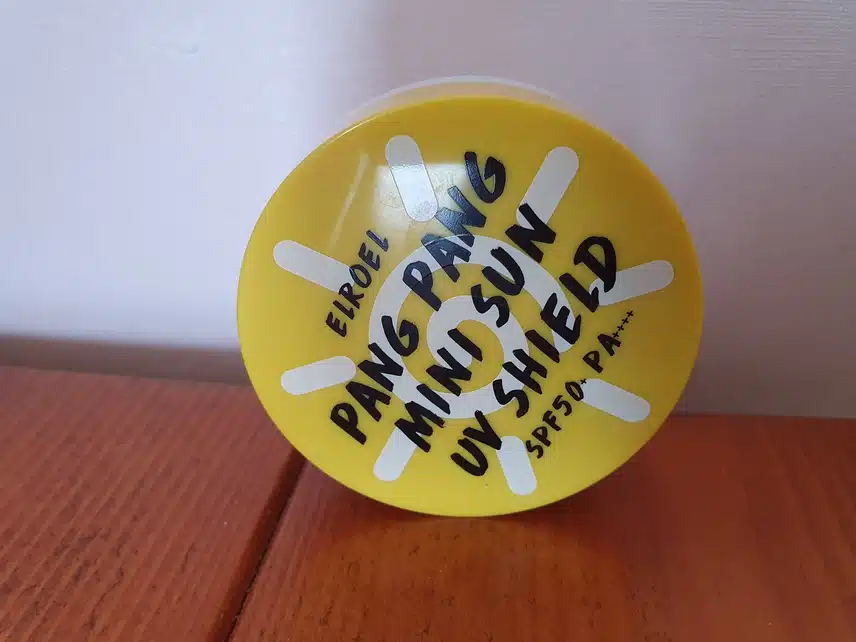 ELROEL
PANG PANG
MINI SUN
UV SHIELD
SPF50+ PA++++